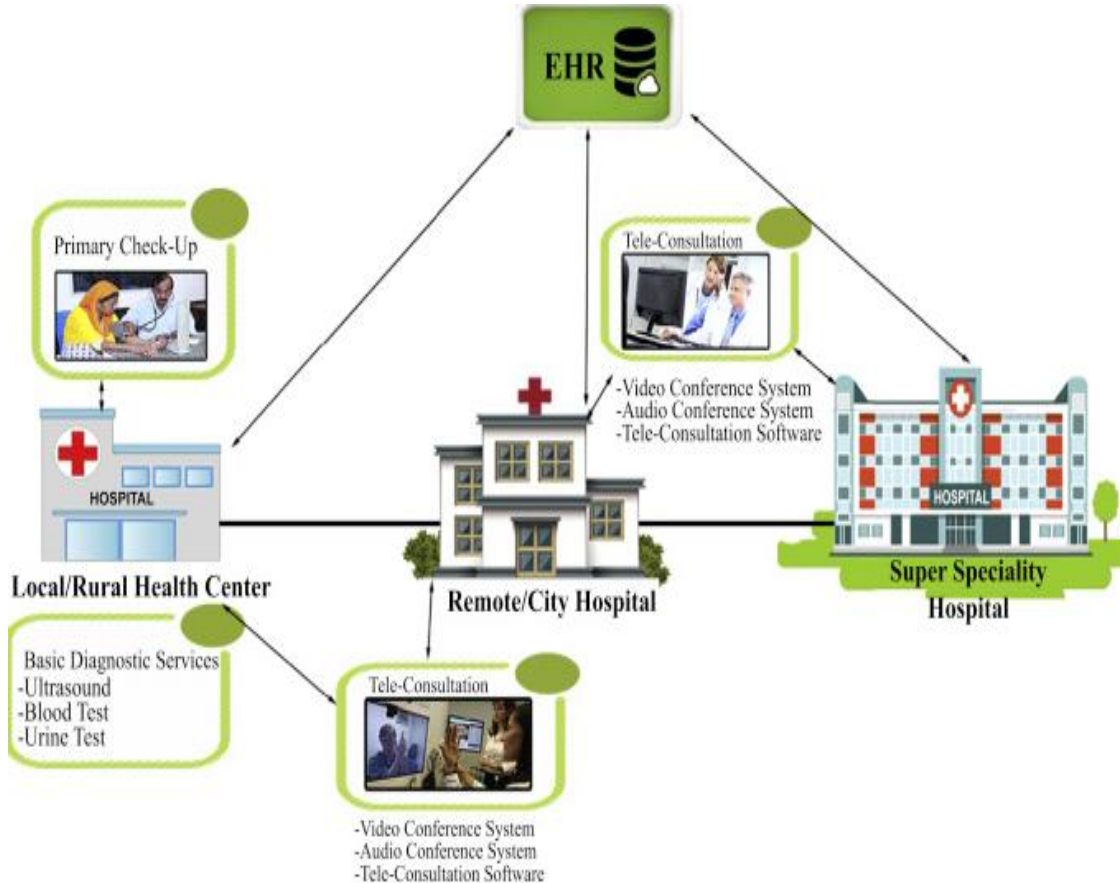 EHR
Primary Check-Up
Tele-Consultation
-Video Conference System
-Audio Conference System
-Tele-Consultation Software
HOSPITAL
HOSPITAL
Local/Rural Health Center
Remote/City Hospital
Super Speciality
Hospital
Basic Diagnostic Services
-Ultrasound
-Blood Test
-Urine Test
Tele-Consultation
-Video Conference System
-Audio Conference System
-Tele-Consultation Software